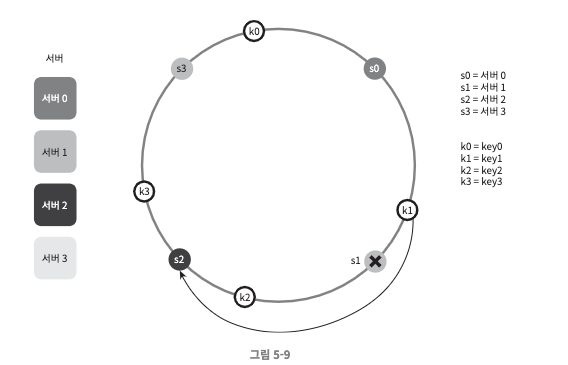 서버
서버 0
서버 1
서버 2
서버 3
k0
s3
s0
k3
k1
s2
s1
k2
s0 = 서버 0
s1 = 서버 1
s2 = 서버 2
s3 = 서버 3
k0 = key0
k1 = key1
k2 = key2
k3 = key3
그림 5-9